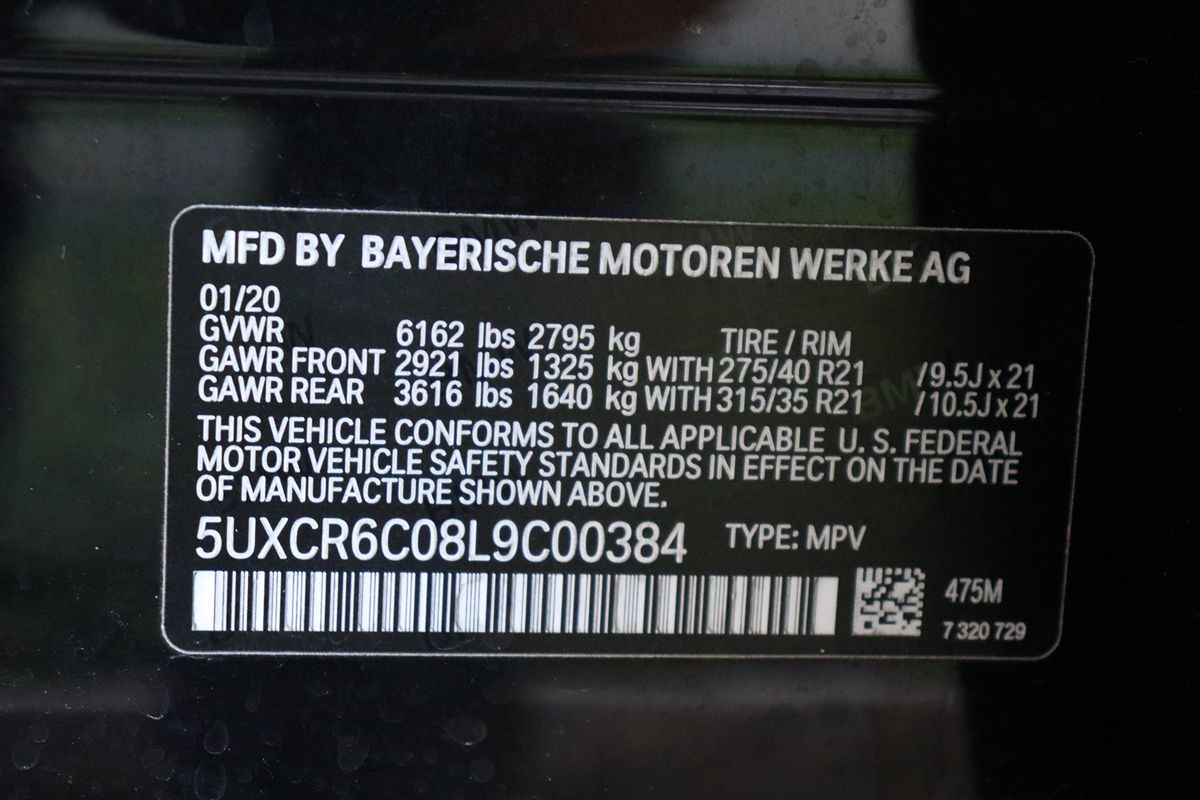 MFD BY BAYERISCHE MOTOREN WERKE AG
01/20
GVWR 6162 lbs 2795 kg TIRE / RIM
GAWR FRONT 2921 lbs 1325 kg WITH 275/40 R21 /9.5J x 21
GAWR REAR 3616 lbs 1640 kg WITH 315/35 R21 /10.5J x 21
THIS VEHICLE CONFORMS TO ALL APPLICABLE U. S. FEDERAL
MOTOR VEHICLE SAFETY STANDARDS IN EFFECT ON THE DATE
OF MANUFACTURE SHOWN ABOVE.
5UXCR6C08L9C00384 TYPE: MPV
475M
7 320 729